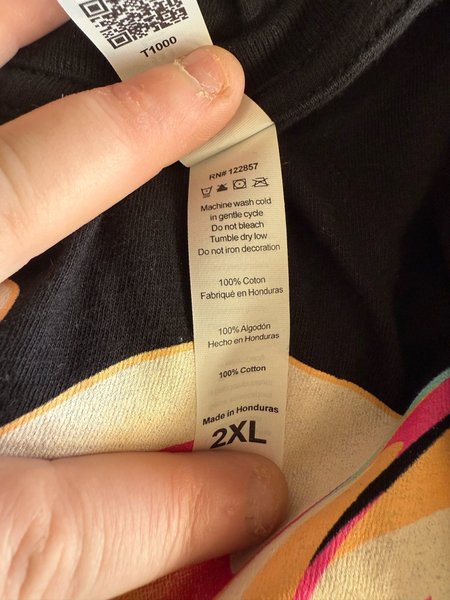 T1000
RN# 122857
Machine wash cold
in gentle cycle
Do not bleach
Tumble dry low
Do not iron decoration
100% Coton
Fabriqué en Honduras
100% Algodón
Hecho en Honduras
100% Cotton
Made in Honduras
2XL